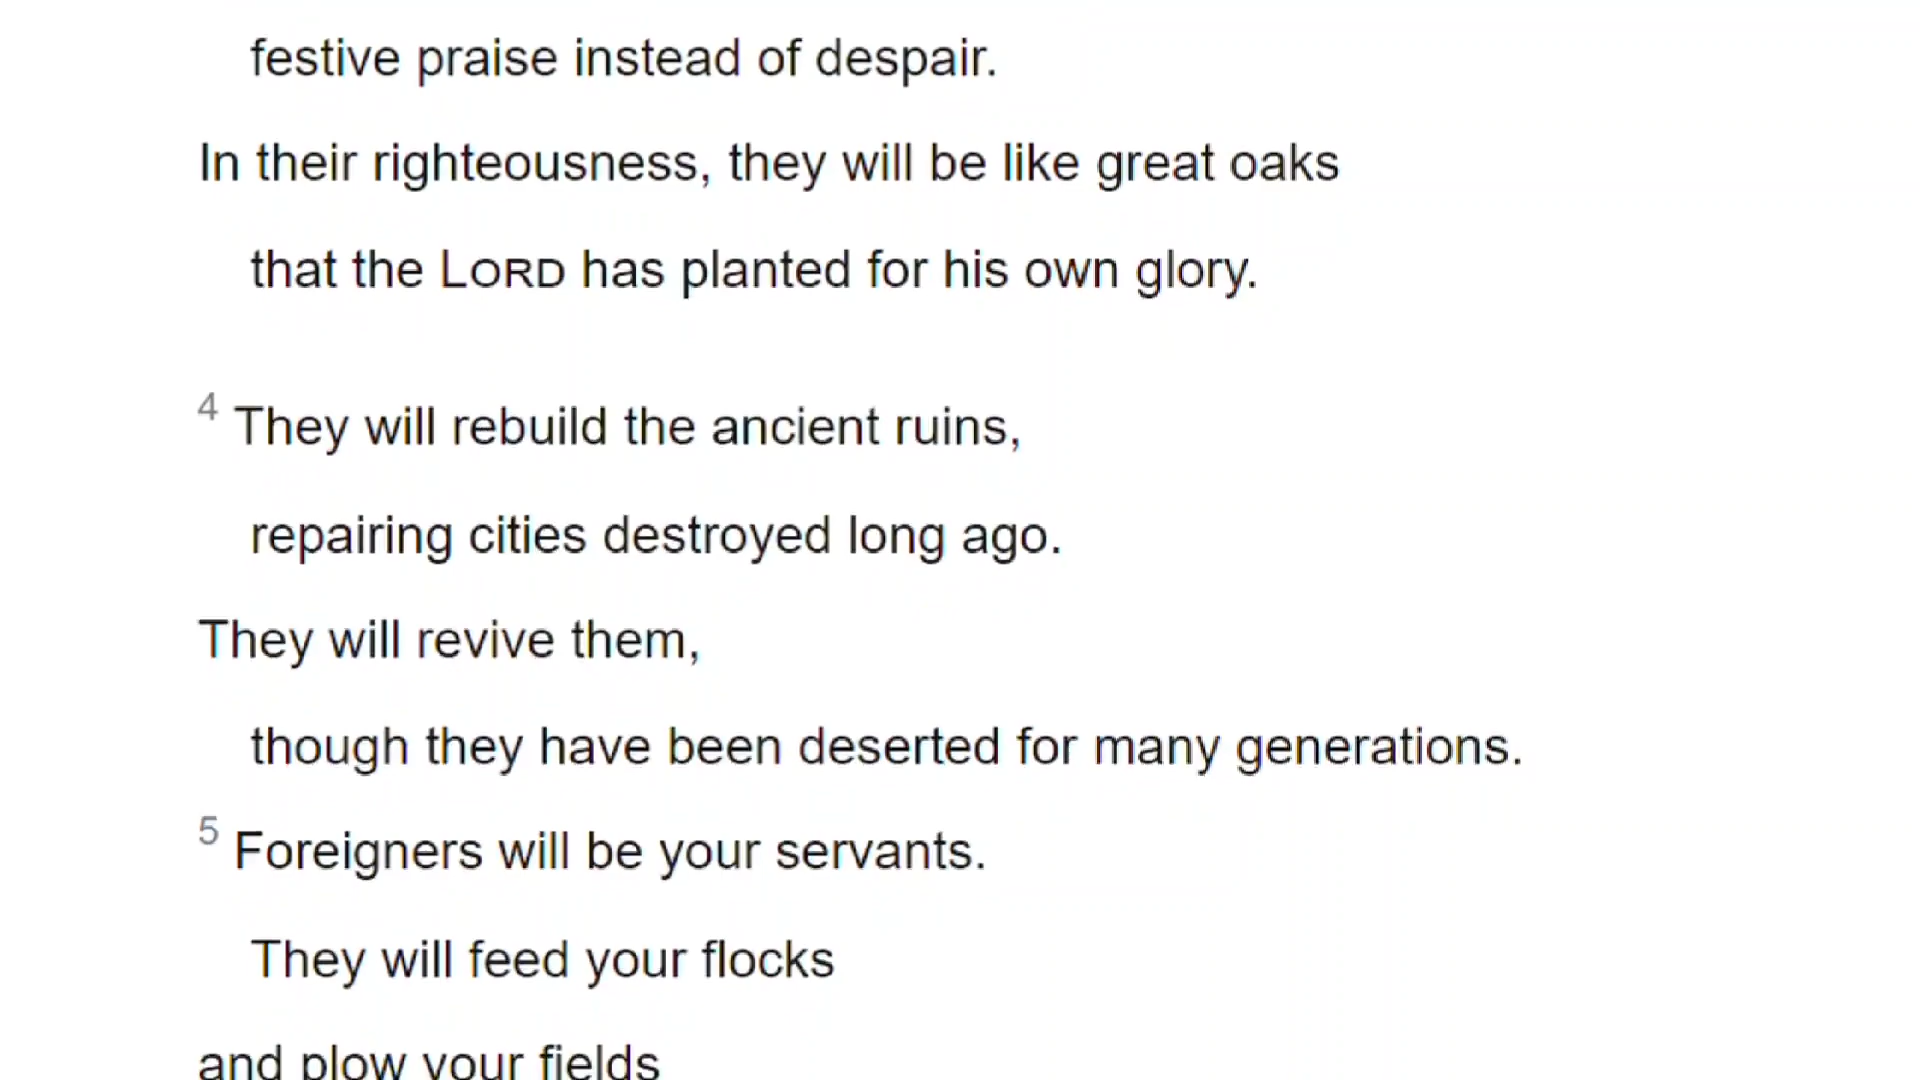 festive praise instead of despair.
In their righteousness, they will be like great oaks
that the LORD has planted for his own glory.
4 They will rebuild the ancient ruins,
repairing cities destroyed long ago.
They will revive them,
though they have been deserted for many generations.
5 Foreigners will be your servants.
They will feed your flocks
and plow your fields